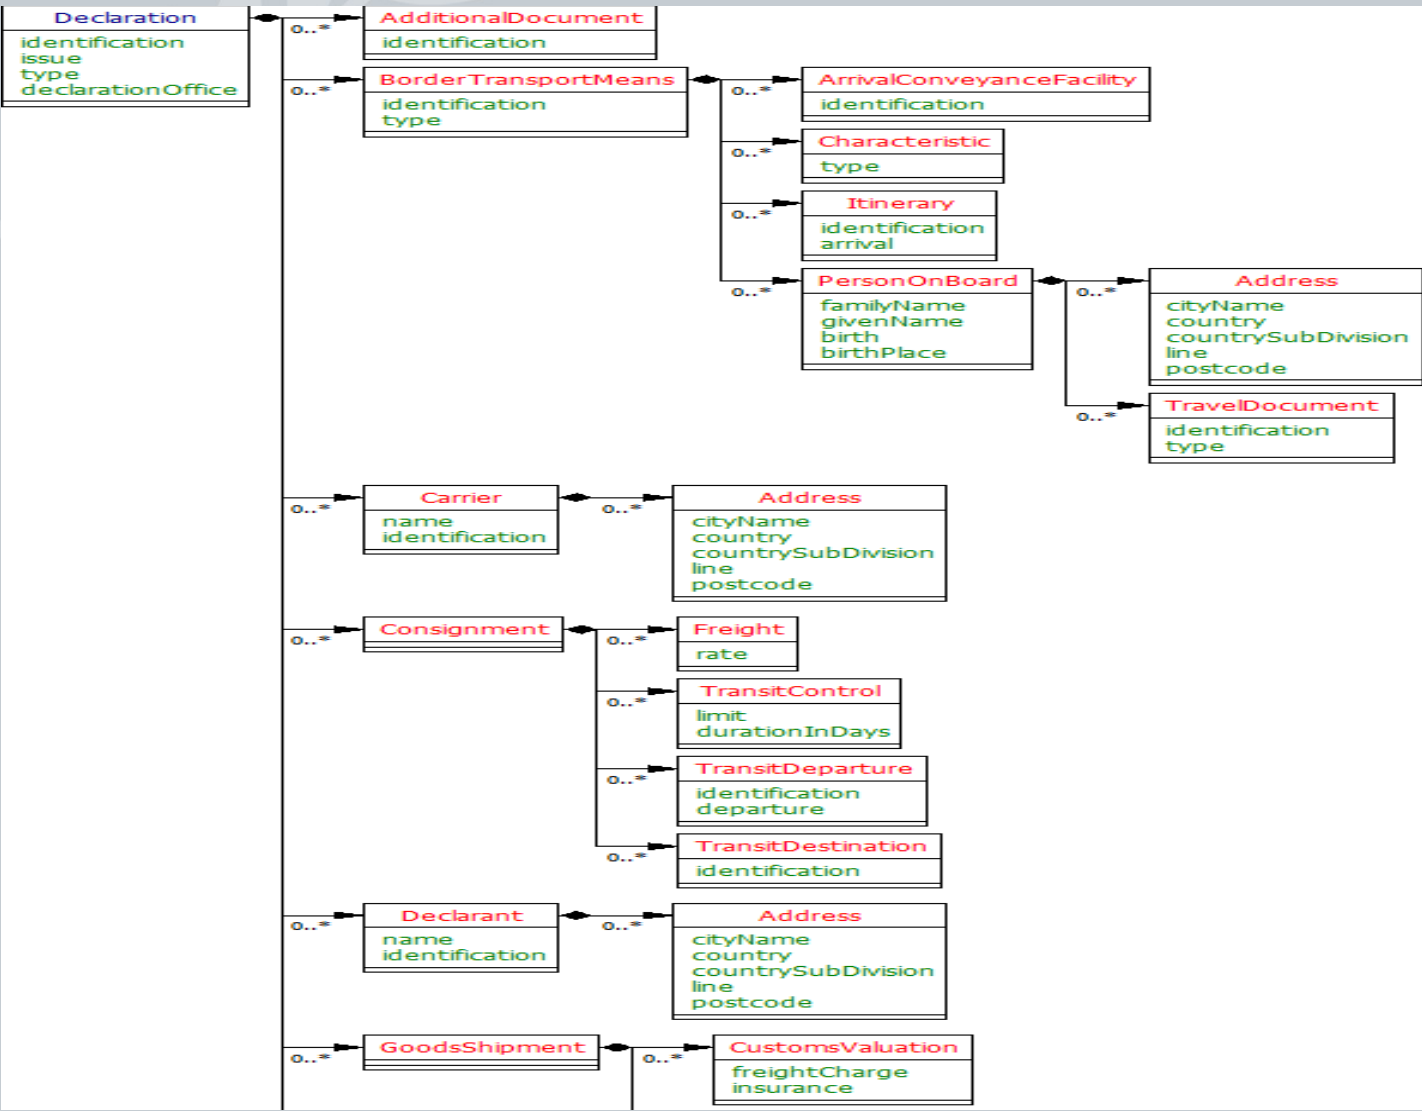 Declaration
identification
issue
type
declarationOffice
0..*
AdditionalDocument
identification
0..*
BorderTransportMeans
identification
type
0..*
ArrivalConveyanceFacility
identification
0..*
Characteristic
type
0..*
Itinerary
identification
arrival
0..*
PersonOnBoard
familyName
givenName
birth
birthPlace
0..*
Address
cityName
country
countrySubDivision
line
postcode
0..*
TravelDocument
identification
type
0..*
Carrier
name
identification
0..*
Address
cityName
country
countrySubDivision
line
postcode
0..*
Consignment
0..*
Freight
rate
0..*
TransitControl
limit
durationInDays
0..*
TransitDeparture
identification
departure
0..*
TransitDestination
identification
0..*
Declarant
name
identification
0..*
Address
cityName
country
countrySubDivision
line
postcode
0..*
GoodsShipment
0..*
CustomsValuation
freightCharge
insurance